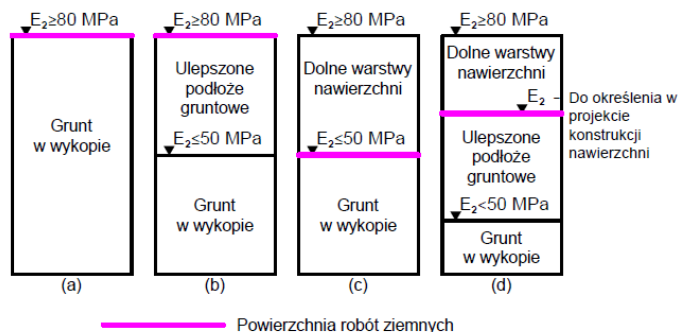 E₂≥80 MPa
Grunt
w wykopie
(a)
E₂≥80 MPa
Ulepszone
podłoże
gruntowe
E₂≤50 MPa
Grunt
w wykopie
(b)
E₂≥80 MPa
Dolne warstwy
nawierzchni
E₂≤50 MPa
Grunt
w wykopie
(c)
E₂≥80 MPa
Dolne warstwy
nawierzchni
E₂ - Do określenia w
projekcie
konstrukcji
nawierzchni
Ulepszone
podłoże
gruntowe
E₂<50 MPa
Grunt
w wykopie
(d)
Powierzchnia robót ziemnych